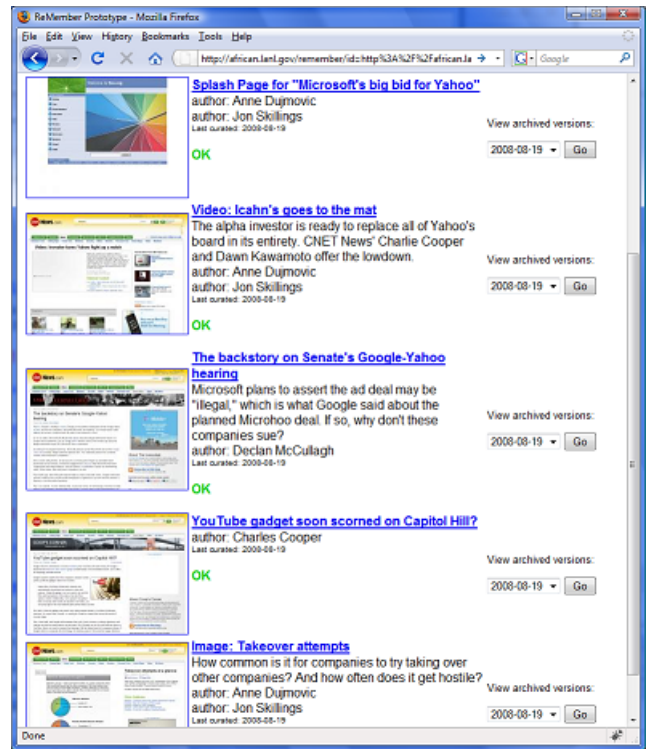 ReMember Prototype - Mozilla Firefox
File Edit View History Bookmarks Tools Help
http://african.lanl.gov/remember/id=http%3A%2F%2Fafrican.la
Google
Splash Page for "Microsoft's big bid for Yahoo"
author: Anne Dujmovic
author: Jon Skillings
Last curated: 2008-08-19
OK
View archived versions:
2008-08-19 Go
Video: Icahn's goes to the mat
The alpha investor is ready to replace all of Yahoo's
board in its entirety. CNET News' Charlie Cooper
and Dawn Kawamoto offer the lowdown.
author: Anne Dujmovic
author: Jon Skillings
Last curated: 2008-08-19
OK
View archived versions:
2008-08-19 Go
The backstory on Senate's Google-Yahoo
hearing
Microsoft plans to assert the ad deal may be
"illegal," which is what Google said about the
planned Microhoo deal. If so, why don't these
companies sue?
author: Declan McCullagh
Last curated: 2008-08-19
OK
View archived versions:
2008-08-19 Go
YouTube gadget soon scorned on Capitol Hill?
author: Charles Cooper
Last curated: 2008-08-19
OK
View archived versions:
2008-08-19 Go
Image: Takeover attempts
How common is it for companies to try taking over
other companies? And how often does it get hostile?
author: Anne Dujmovic
author: Jon Skillings
Last curated: 2008-08-19
View archived versions:
2008-08-19 Go
Done